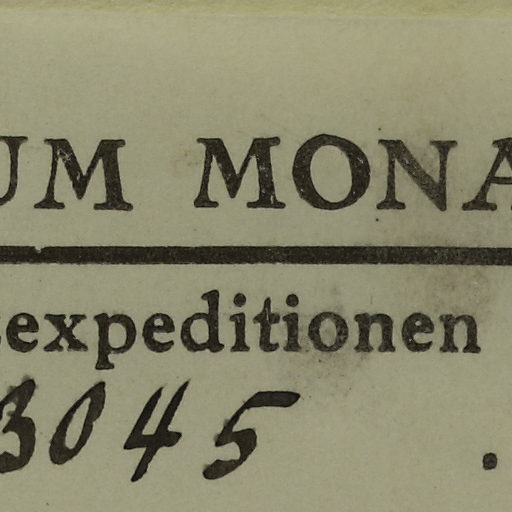 UM MONA
expeditionen
3045 .